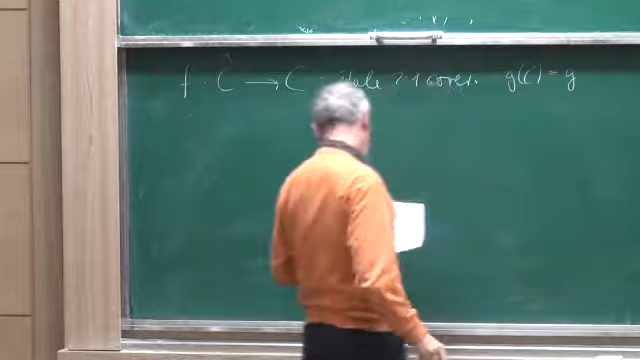 f : Ĉ → C étale 2:1 cover. g(C) = g